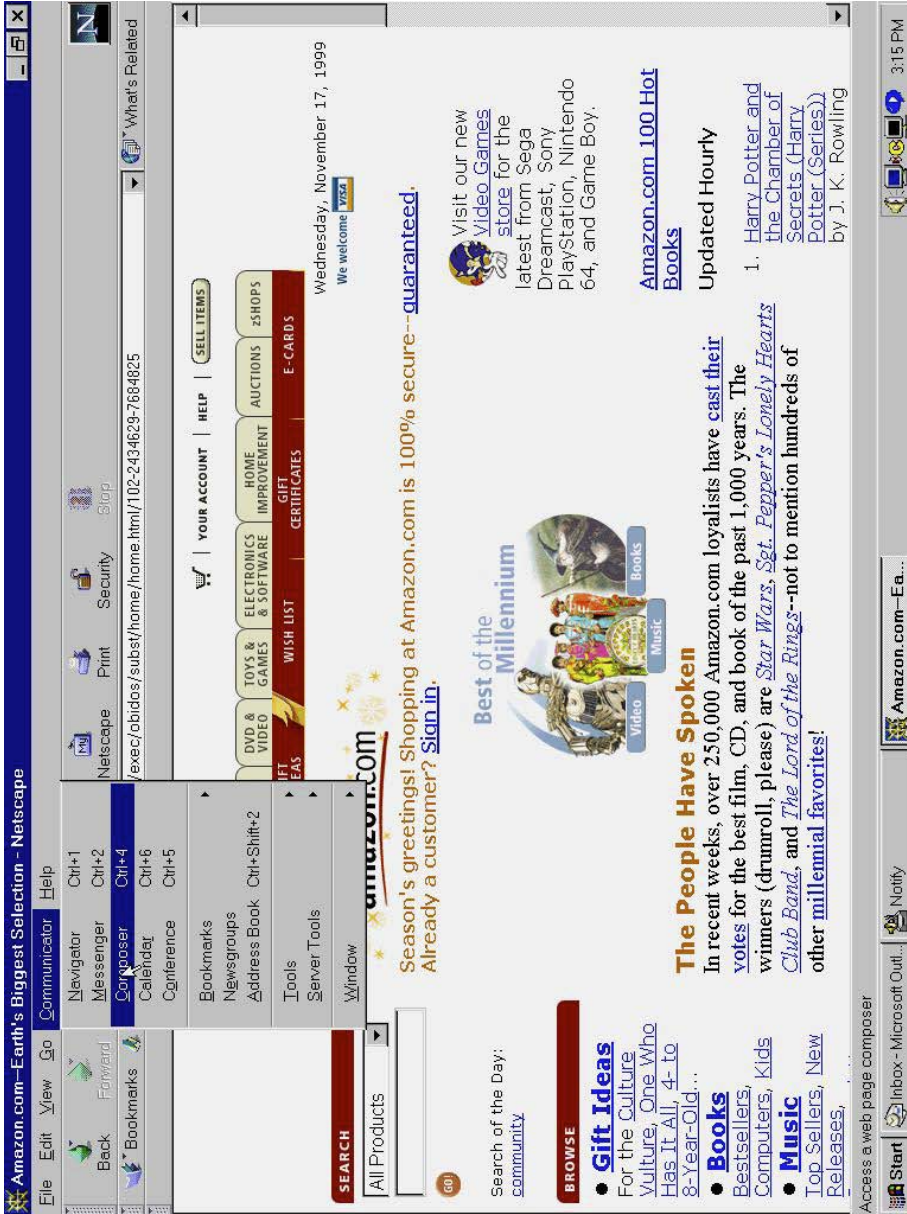 Amazon.com--Earth's Biggest Selection - Netscape
File Edit View Go Communicator Help
Back Forward Netscape Print Security Stop
My
N
Bookmarks /exec/obidos/subst/home/home.html/102-2434629-7684825 What's Related
Navigator Ctrl+1
Messenger Ctrl+2
Composer Ctrl+4
Calendar Ctrl+6
Conference Ctrl+5
Bookmarks
Newsgroups
Address Book Ctrl+Shift+2
Tools
Server Tools
Window
YOUR ACCOUNT | HELP | SELL ITEMS
DVD & VIDEO
TOYS & GAMES
ELECTRONICS & SOFTWARE
HOME IMPROVEMENT
AUCTIONS
zSHOPS
WISH LIST
GIFT CERTIFICATES
E-CARDS
amazon.com
Wednesday, November 17, 1999
We welcome VISA
SEARCH
All Products
GO!
Search of the Day:
community
BROWSE
• Gift Ideas
For the Culture
Vulture, One Who
Has It All, 4- to
8-Year-Old...
• Books
Bestsellers,
Computers, Kids
• Music
Top Sellers, New
Releases,
Season's greetings! Shopping at Amazon.com is 100% secure--guaranteed.
Already a customer? Sign in.
Best of the
Millennium
Video
Music
Books
The People Have Spoken
In recent weeks, over 250,000 Amazon.com loyalists have cast their
votes for the best film, CD, and book of the past 1,000 years. The
winners (drumroll, please) are Star Wars, Sgt. Pepper's Lonely Hearts
Club Band, and The Lord of the Rings--not to mention hundreds of
other millennial favorites!
Visit our new
Video Games
store for the
latest from Sega
Dreamcast, Sony
PlayStation, Nintendo
64, and Game Boy.
Amazon.com 100 Hot
Books
Updated Hourly
1. Harry Potter and
the Chamber of
Secrets (Harry
Potter (Series))
by J. K. Rowling
Access a web page composer
Start Inbox - Microsoft Outl... Notify Amazon.com--Ea... 3:15 PM